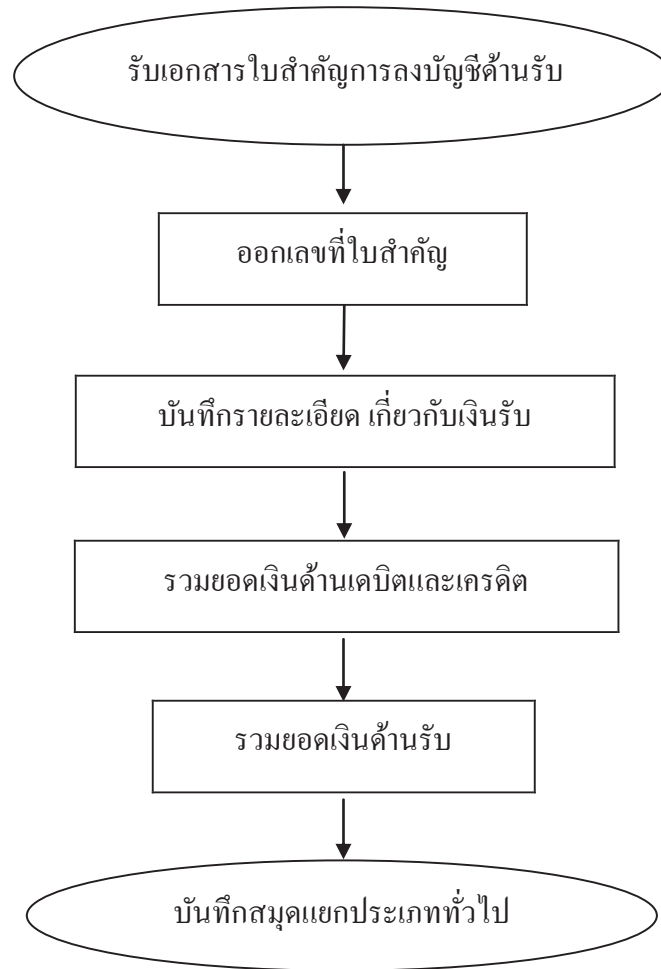 รับเอกสารใบสำคัญการลงบัญชีด้านรับ
ออกเลขที่ใบสำคัญ
บันทึกรายละเอียด เกี่ยวกับเงินรับ
รวมยอดเงินด้านเดบิตและเครดิต
รวมยอดเงินด้านรับ
บันทึกสมุดแยกประเภททั่วไป